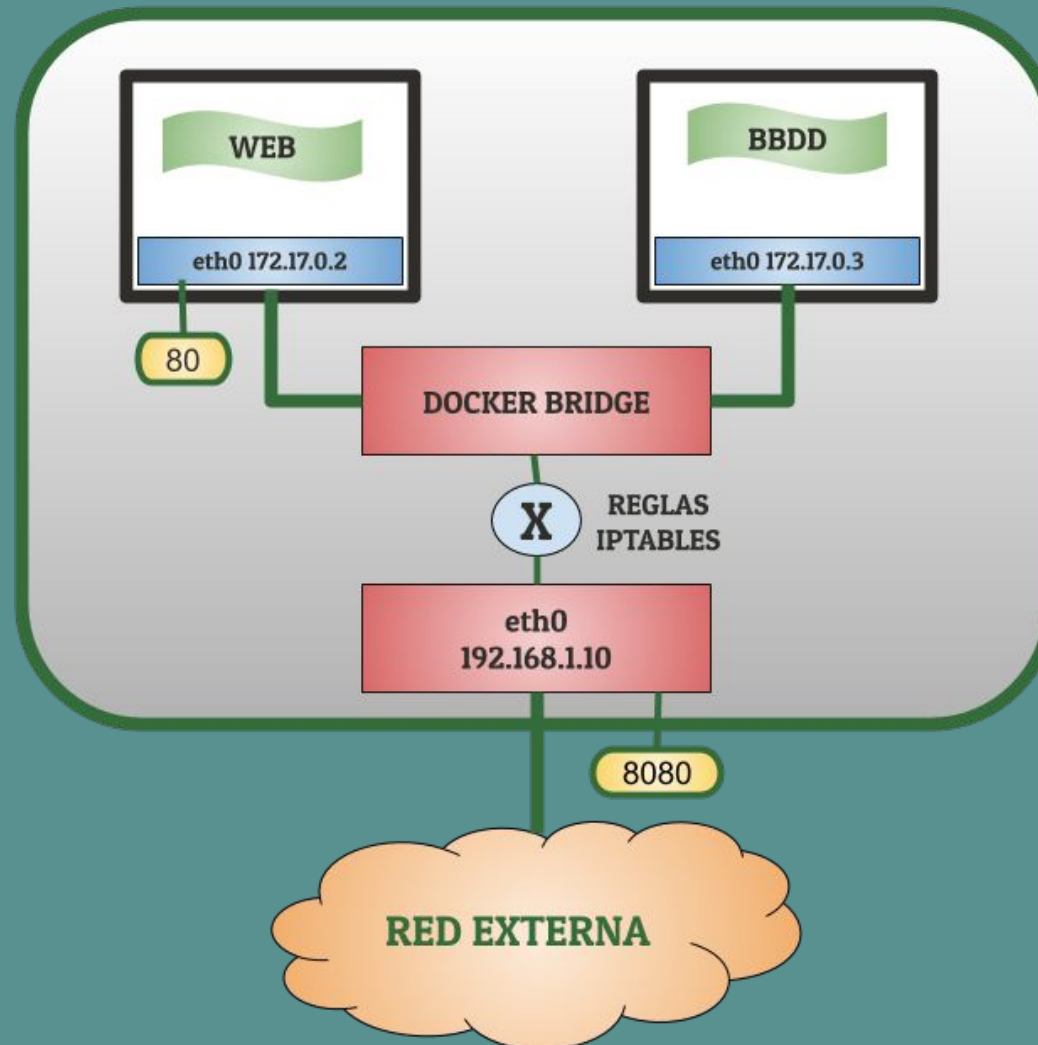 WEB
BBDD
eth0 172.17.0.2
eth0 172.17.0.3
80
DOCKER BRIDGE
X
REGLAS
IPTABLES
eth0
192.168.1.10
8080
RED EXTERNA